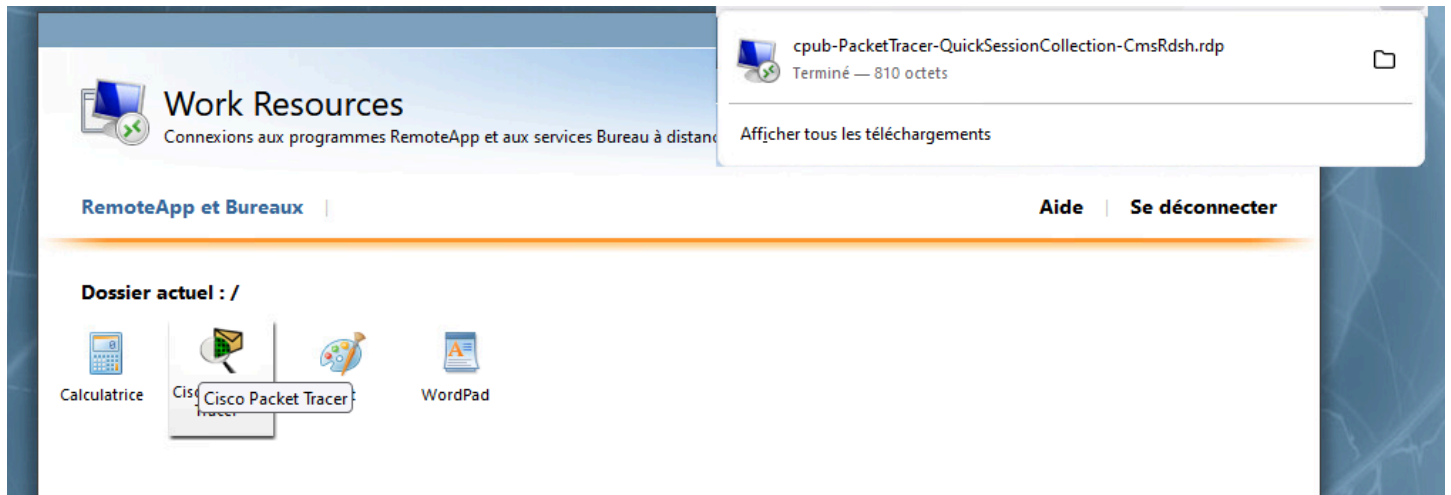 cpub-PacketTracer-QuickSessionCollection-CmsRdsh.rdp
Terminé — 810 octets
Afficher tous les téléchargements
Work Resources
Connexions aux programmes RemoteApp et aux services Bureau à distanc
RemoteApp et Bureaux |
Aide | Se déconnecter
Dossier actuel : /
Calculatrice
Cisco Packet Tracer
WordPad